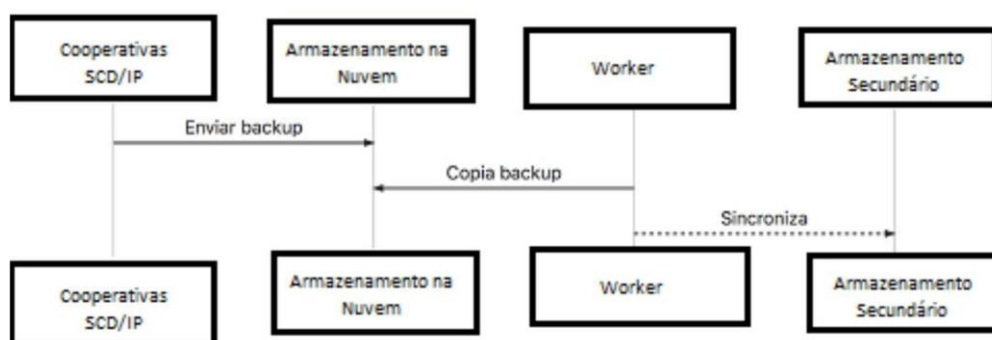 Cooperativas
SCD/IP
Armazenamento na
Nuvem
Worker
Armazenamento
Secundário
Enviar backup
Copia backup
Sincroniza
Cooperativas
SCD/IP
Armazenamento na
Nuvem
Worker
Armazenamento
Secundário